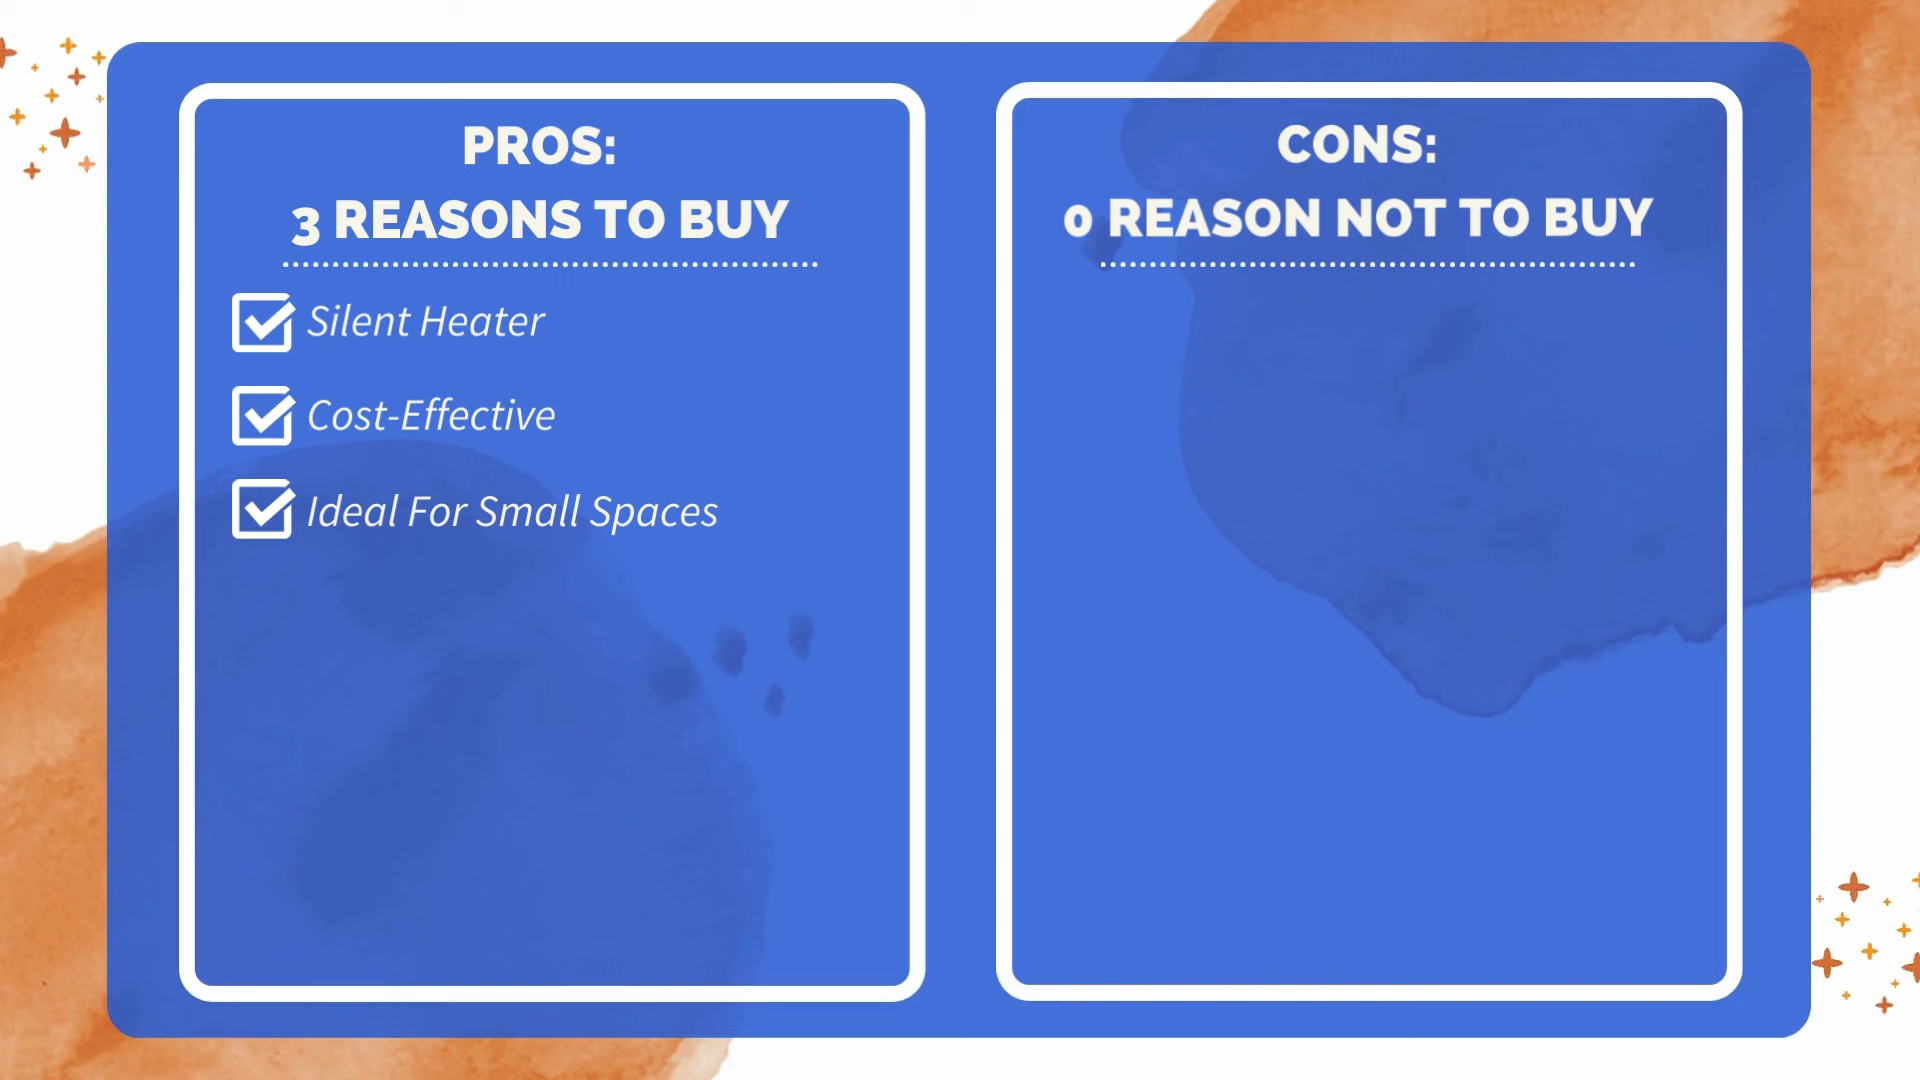 PROS:
3 REASONS TO BUY
Silent Heater
Cost-Effective
Ideal For Small Spaces
CONS:
0 REASON NOT TO BUY